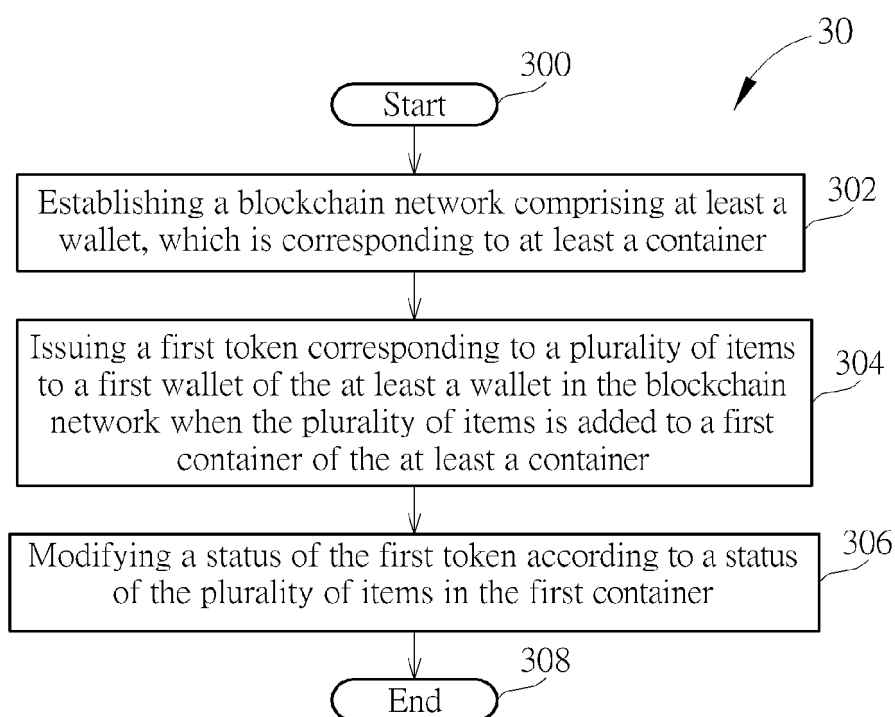 30
300
Start
302
Establishing a blockchain network comprising at least a
wallet, which is corresponding to at least a container
304
Issuing a first token corresponding to a plurality of items
to a first wallet of the at least a wallet in the blockchain
network when the plurality of items is added to a first
container of the at least a container
306
Modifying a status of the first token according to a status
of the plurality of items in the first container
308
End